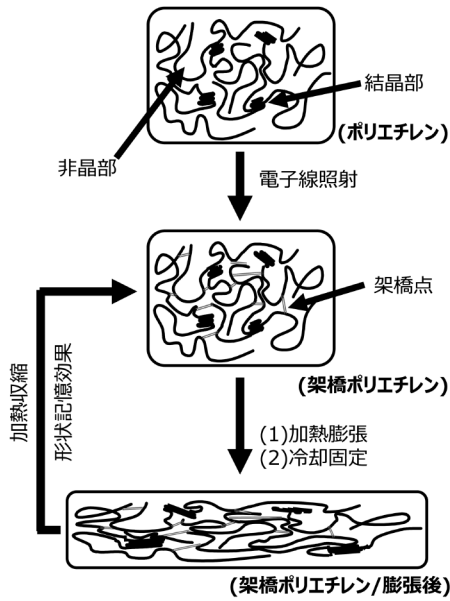 結晶部
(ポリエチレン)
非晶部
電子線照射
架橋点
(架橋ポリエチレン)
加熱収縮
形状記憶効果
(1)加熱膨張
(2)冷却固定
(架橋ポリエチレン/膨張後)